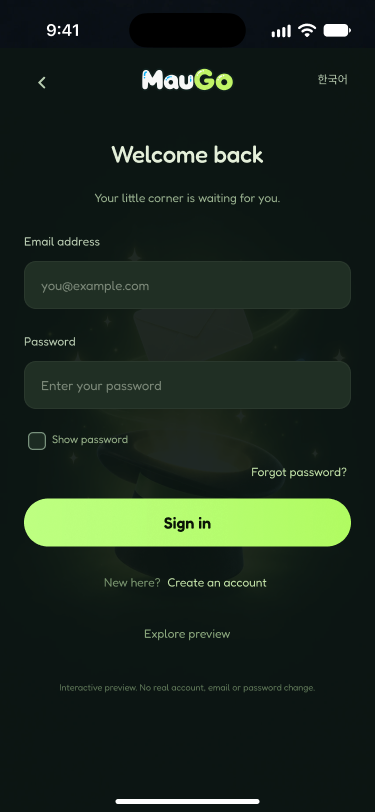 9:41
MauGo
한국어
Welcome back
Your little corner is waiting for you.
Email address
you@example.com
Password
Enter your password
Show password
Forgot password?
Sign in
New here? Create an account
Explore preview
Interactive preview. No real account, email or password change.